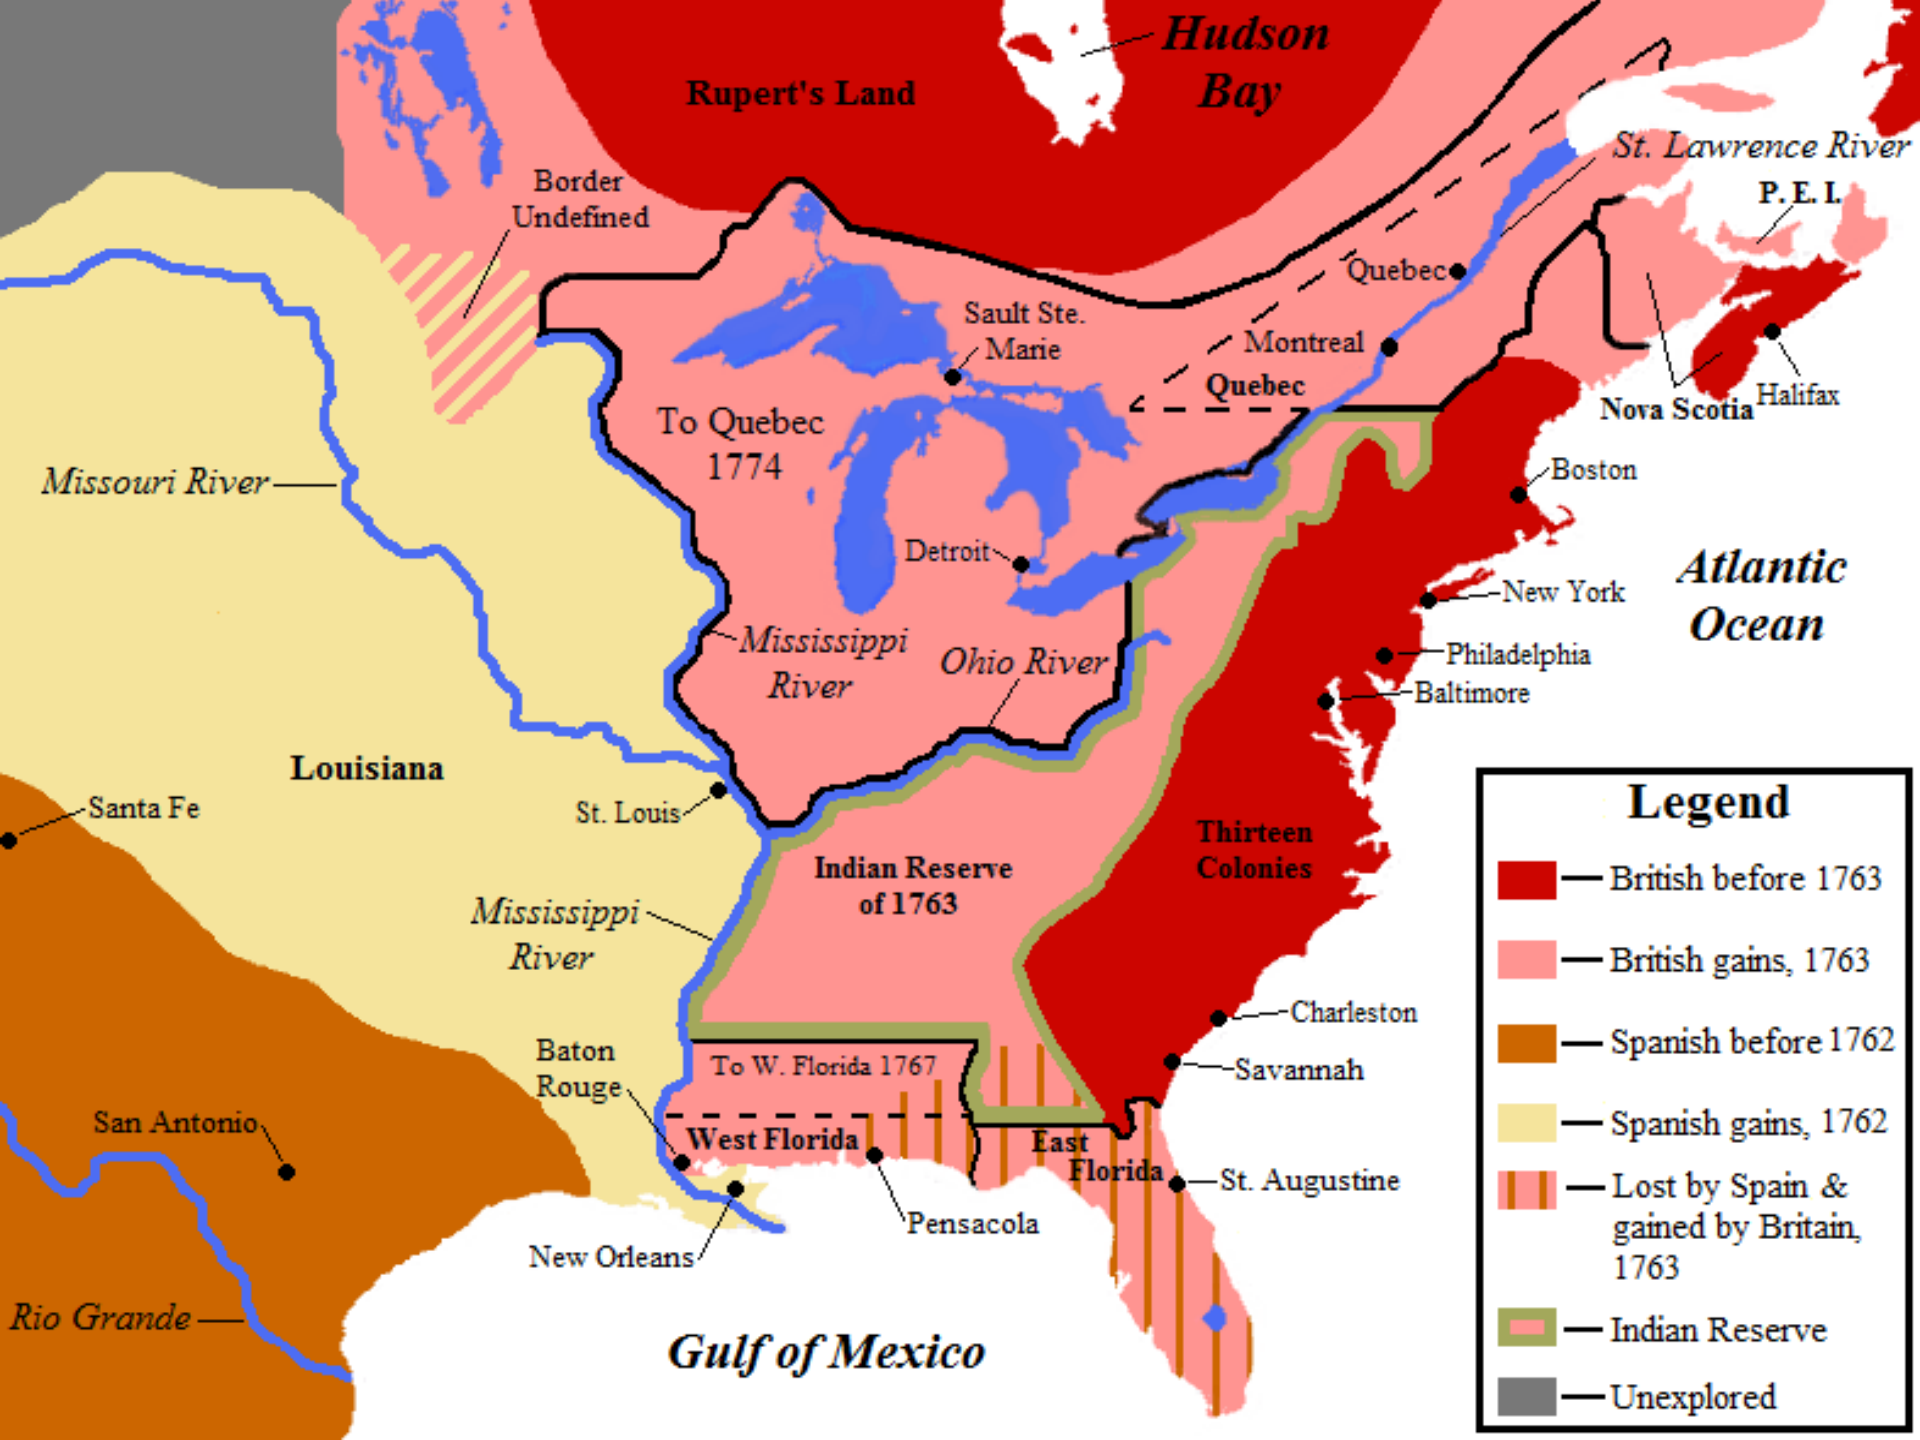 Hudson
Bay
Rupert's Land
St. Lawrence River
Border
Undefined
P. E. I.
Quebec
Sault Ste.
Marie
Montreal
Quebec
Halifax
Nova Scotia
To Quebec
1774
Missouri River
Boston
Detroit
Atlantic
Ocean
New York
Mississippi
River
Ohio River
Philadelphia
Baltimore
Louisiana
Santa Fe
St. Louis
Thirteen
Colonies
Indian Reserve
of 1763
Mississippi
River
Charleston
Baton
Rouge
To W. Florida 1767
Savannah
San Antonio
West Florida
East
Florida
St. Augustine
Pensacola
New Orleans
Rio Grande
Gulf of Mexico
Legend
British before 1763
British gains, 1763
Spanish before 1762
Spanish gains, 1762
Lost by Spain &
gained by Britain,
1763
Indian Reserve
Unexplored